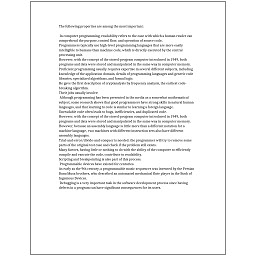 The following properties are among the most important:
In computer programming, readability refers to the ease with which a human reader can
comprehend the purpose, control flow, and operation of source code.
Programmers typically use high-level programming languages that are more easily
intelligible to humans than machine code, which is directly executed by the central
processing unit.
However, with the concept of the stored-program computer introduced in 1949, both
programs and data were stored and manipulated in the same way in computer memory.
Proficient programming usually requires expertise in several different subjects, including
knowledge of the application domain, details of programming languages and generic code
libraries, specialized algorithms, and formal logic.
He gave the first description of cryptanalysis by frequency analysis, the earliest code-
breaking algorithm.
Their jobs usually involve:
Although programming has been presented in the media as a somewhat mathematical
subject, some research shows that good programmers have strong skills in natural human
languages, and that learning to code is similar to learning a foreign language.
Unreadable code often leads to bugs, inefficiencies, and duplicated code.
However, with the concept of the stored-program computer introduced in 1949, both
programs and data were stored and manipulated in the same way in computer memory.
However, because an assembly language is little more than a different notation for a
machine language, two machines with different instruction sets also have different
assembly languages.
Trial-and-error/divide-and-conquer is needed: the programmer will try to remove some
parts of the original test case and check if the problem still exists.
Many factors, having little or nothing to do with the ability of the computer to efficiently
compile and execute the code, contribute to readability.
Scripting and breakpointing is also part of this process.
Programmable devices have existed for centuries.
As early as the 9th century, a programmable music sequencer was invented by the Persian
Banu Musa brothers, who described an automated mechanical flute player in the Book of
Ingenious Devices.
Debugging is a very important task in the software development process since having
defects in a program can have significant consequences for its users.